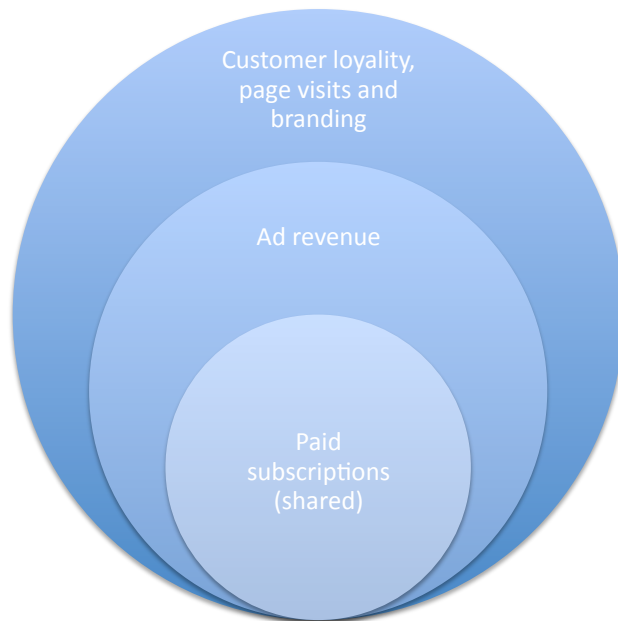 Customer loyality,
page visits and
branding
Ad revenue
Paid
subscriptions
(shared)